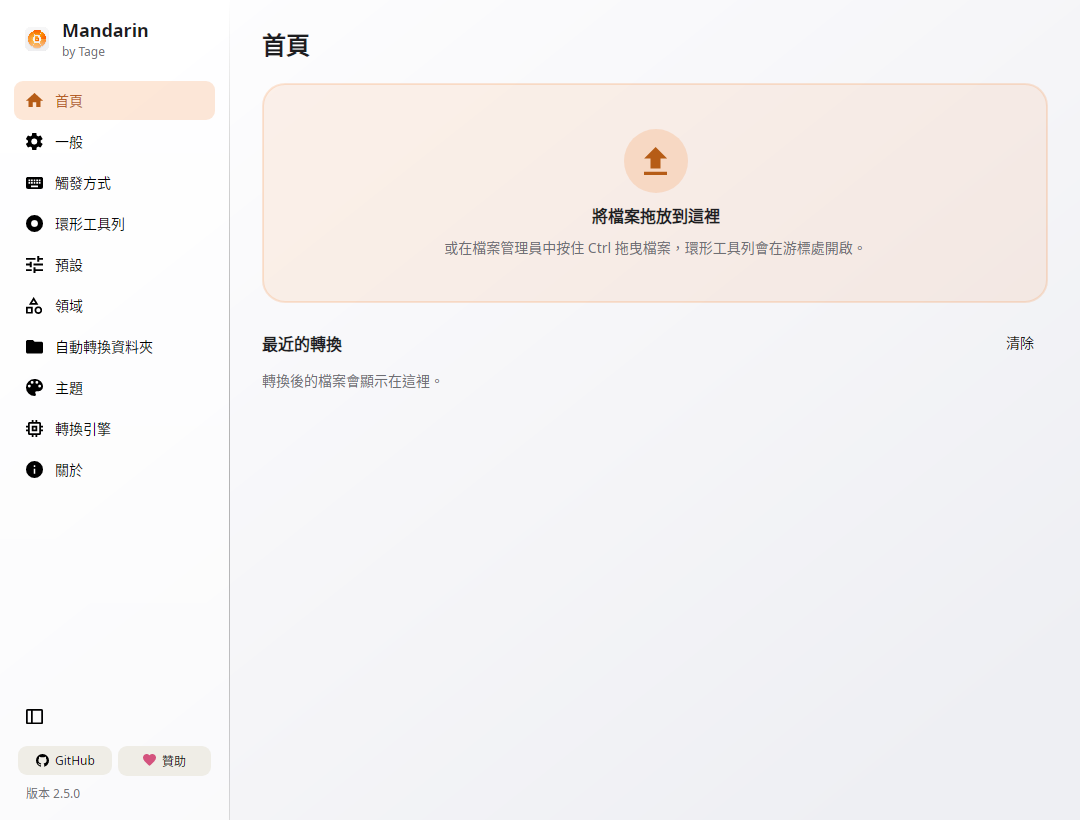 Mandarin
by Tage
首頁
一般
觸發方式
環形工具列
預設
領域
自動轉換資料夾
主題
轉換引擎
關於
GitHub
贊助
版本 2.5.0
首頁
將檔案拖放到這裡
或在檔案管理員中按住 Ctrl 拖曳檔案，環形工具列會在游標處開啟。
最近的轉換
清除
轉換後的檔案會顯示在這裡。